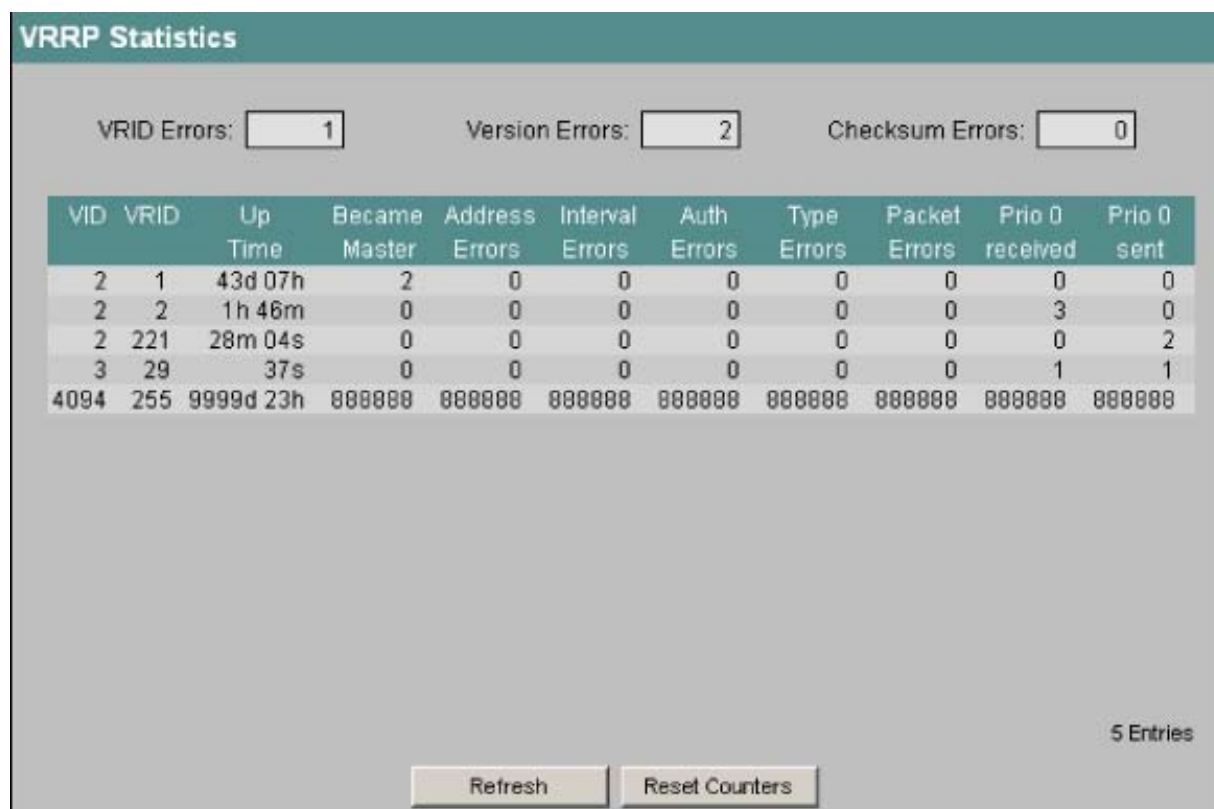 VRRP Statistics
VRID Errors: 1 Version Errors: 2 Checksum Errors: 0
VID VRID Up Became Address Interval Auth Type Packet Prio 0 Prio 0
Time Master Errors Errors Errors Errors Errors received sent
2 1 43d 07h 2 0 0 0 0 0 0 0
2 2 1h 46m 0 0 0 0 0 0 3 0
2 221 28m 04s 0 0 0 0 0 0 0 2
3 29 37s 0 0 0 0 0 0 1 1
4094 255 9999d 23h 888888 888888 888888 888888 888888 888888 888888 888888
5 Entries
Refresh Reset Counters